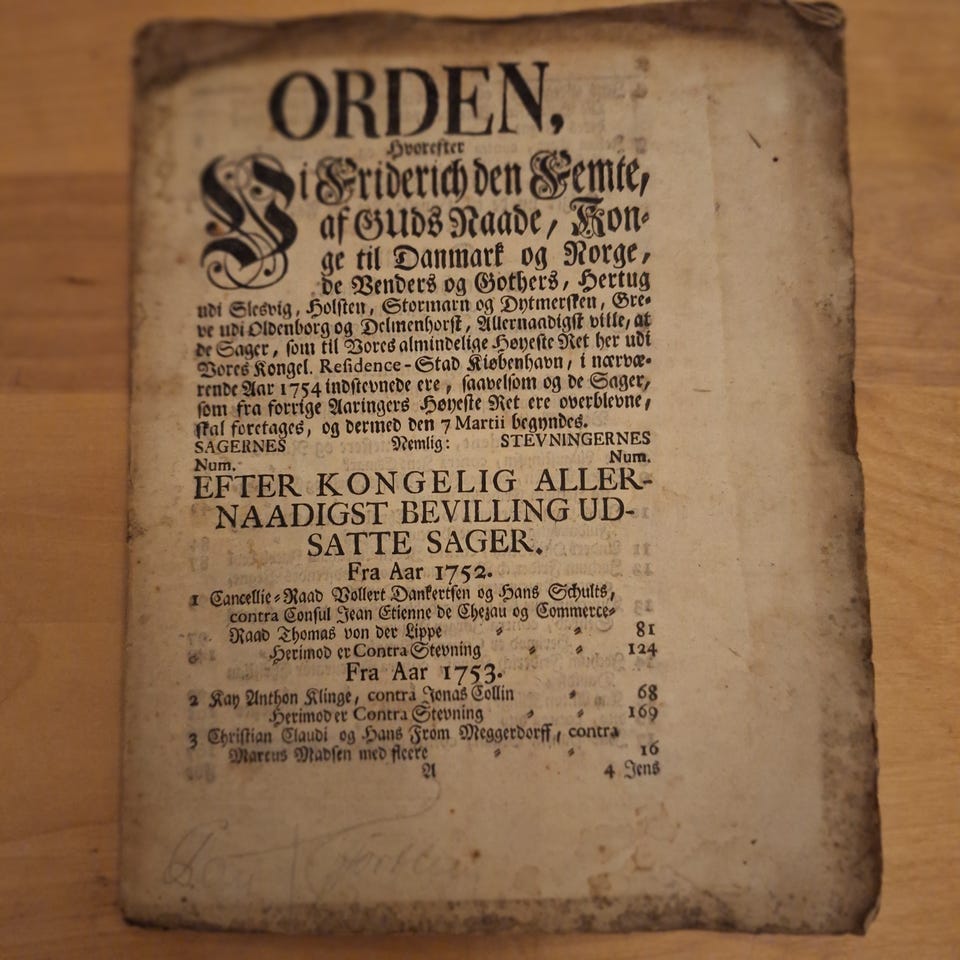 ORDEN,
Hvorefter
Vi Friderich den Femte,
af GUds Naade, Kon-
ge til Danmark og Norge,
de Venders og Gothers, Hertug
udi Slesvig, Holsten, Stormarn og Dytmersken, Gre-
ve udi Oldenborg og Delmenhorst, Allernaadigst ville, at
de Sager, som til Vores almindelige Høyeste Ret her udi
Vores Kongel. Residence-Stad Kiøbenhavn, i nærvæ-
rende Aar 1754 indstevnede ere, saavelsom og de Sager,
som fra forrige Aaringers Høyeste Ret ere overblevne,
skal foretages, og dermed den 7 Martii begyndes.
SAGERNES Nemlig: STEVNINGERNES
Num. Num.
EFTER KONGELIG ALLER-
NAADIGST BEVILLING UD-
SATTE SAGER.
Fra Aar 1752.
1 Cancellie-Raad Vollert Dankertsen og Hans Schults,
contra Consul Jean Etienne de Chezau og Commerce-
Raad Thomas von der Lippe 81
Herimod er Contra Stevning 124
Fra Aar 1753.
2 Kay Anthon Klinge, contra Jonas Collin 68
Herimod er Contra Stevning 169
3 Christian Claudi og Hans From Meggerdorff, contra
Marcus Madsen med fleere 16
A 4 Jens